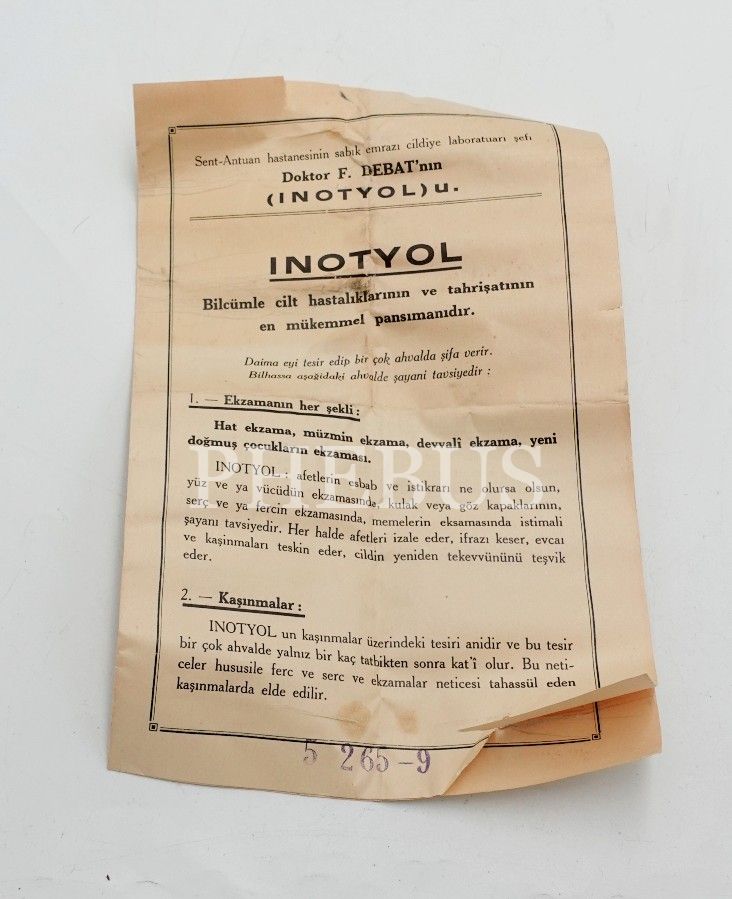 Sent-Antuan hastanesinin sabık emrazı cildiye laboratuarı şefi
Doktor F. DEBAT'nın
(INOTYOL)u.
INOTYOL
Bilcümle cilt hastalıklarının ve tahrişatının
en mükemmel pansımanıdır.
Daima eyi tesir edip bir çok ahvalda şifa verir.
Bilhassa aşağidaki ahvalde şayani tavsiyedir :
1. — Ekzamanın her şekli :
Hat ekzama, müzmin ekzama, devvalî ekzama, yeni
doğmuş çocukların ekzaması.
INOTYOL : afetlerin esbab ve istikrarı ne olursa olsun,
yüz ve ya vücüdün ekzamasında, kulak veya göz kapaklarının,
serç ve ya fercin ekzamasında, memelerin eksamasında istimali
şayanı tavsiyedir. Her halde afetleri izale eder, ifrazı keser, evcaı
ve kaşinmaları teskin eder, cildin yeniden tekevvününü teşvik
eder.
2. — Kaşınmalar :
INOTYOL un kaşınmalar üzerindeki tesiri anidir ve bu tesir
bir çok ahvalde yalnız bir kaç tatbikten sonra kat'î olur. Bu neti-
celer hususile ferc ve serc ve ekzamalar neticesi tahassül eden
kaşınmalarda elde edilir.
5 265-9
PHEBUS